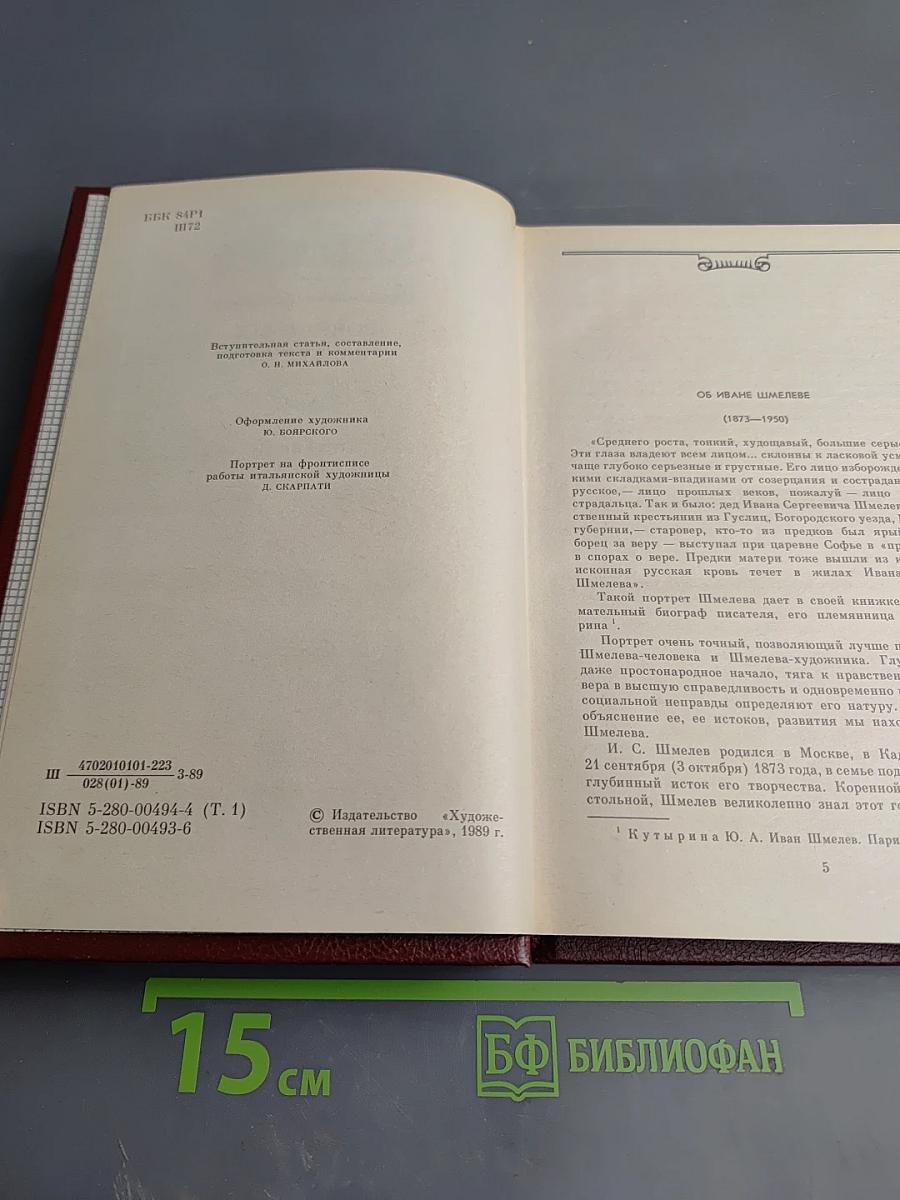 ББК 84Р1
Ш72
Вступительная статья, составление,
подготовка текста и комментарии
О. Н. МИХАЙЛОВА
Оформление художника
Ю. БОЯРСКОГО
Портрет на фронтисписе
работы итальянской художницы
Д. СКАРПАТИ
Ш 4702010101-223 3-89
028(01)-89
ISBN 5-280-00494-4 (Т. 1)
ISBN 5-280-00493-6
© Издательство «Художе-
ственная литература», 1989 г.
ОБ ИВАНЕ ШМЕЛЕВЕ
(1873—1950)
«Среднего роста, тонкий, худощавый, большие серые
Эти глаза владеют всем лицом... склонны к ласковой усм
чаще глубоко серьезные и грустные. Его лицо изборожде
кими складками-впадинами от созерцания и сострадан
русское,— лицо прошлых веков, пожалуй — лицо
страдальца. Так и было: дед Ивана Сергеевича Шмелев
ственный крестьянин из Гуслиц, Богородского уезда,
губернии,— старовер, кто-то из предков был ярый
борец за веру — выступал при царевне Софье в «пр
в спорах о вере. Предки матери тоже вышли из
исконная русская кровь течет в жилах Ивана
Шмелева».
Такой портрет Шмелева дает в своей книжке
мательный биограф писателя, его племянница
рина 1.
Портрет очень точный, позволяющий лучше п
Шмелева-человека и Шмелева-художника. Глу
даже простонародное начало, тяга к нравствен
вера в высшую справедливость и одновременно
социальной неправды определяют его натуру.
объяснение ее, ее истоков, развития мы нахо
Шмелева.
И. С. Шмелев родился в Москве, в Кад
21 сентября (3 октября) 1873 года, в семье под
глубинный исток его творчества. Коренной
стольной, Шмелев великолепно знал этот го
1 Кутырина Ю. А. Иван Шмелев. Пари
5
15 см
БФ БИБЛИОФАН